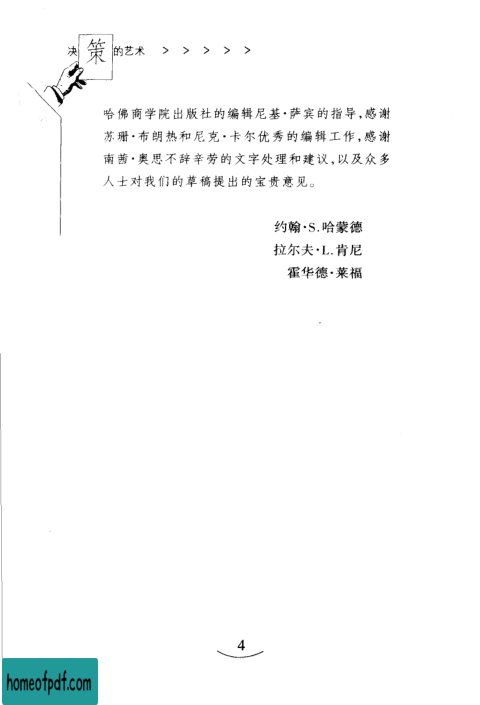 决策的艺术 > > > > >
哈佛商学院出版社的编辑尼基·萨宾的指导,感谢
苏珊·布朗热和尼克·卡尔优秀的编辑工作,感谢
南茜·奥思不辞辛劳的文字处理和建议,以及众多
人士对我们的草稿提出的宝贵意见。
约翰·S.哈蒙德
拉尔夫·L.肯尼
霍华德·莱福
4
homeofpdf.com